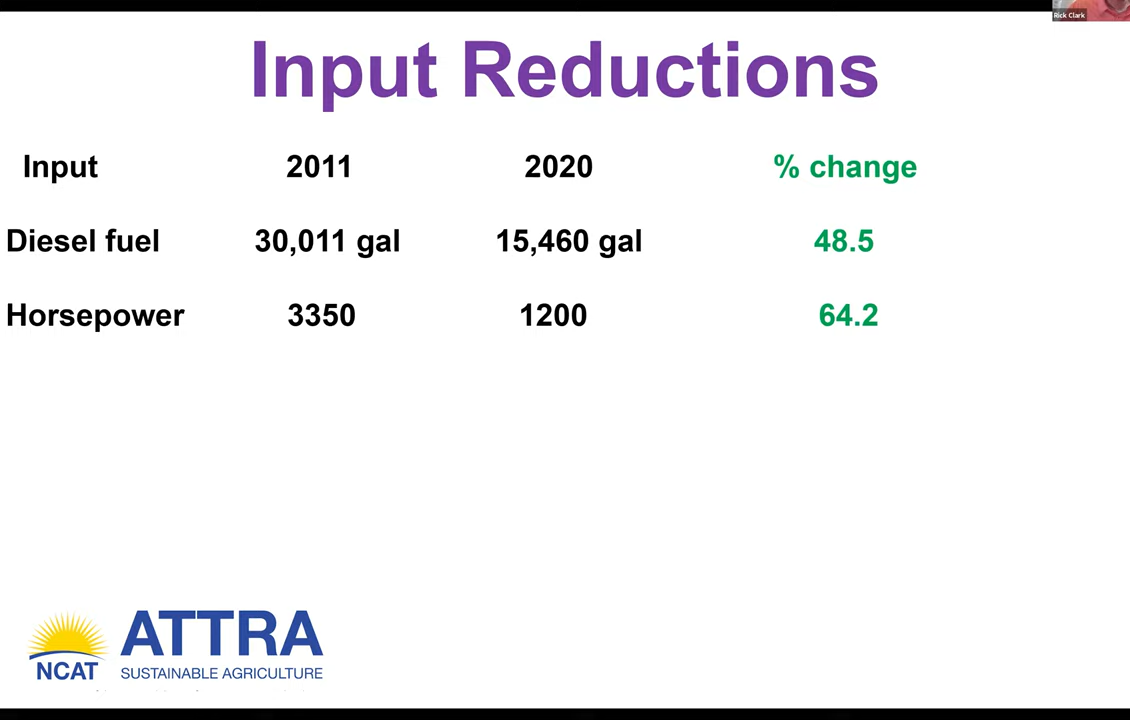 Rick Clark
Input Reductions
Input 2011 2020 % change
Diesel fuel 30,011 gal 15,460 gal 48.5
Horsepower 3350 1200 64.2
ATTRA
NCAT SUSTAINABLE AGRICULTURE